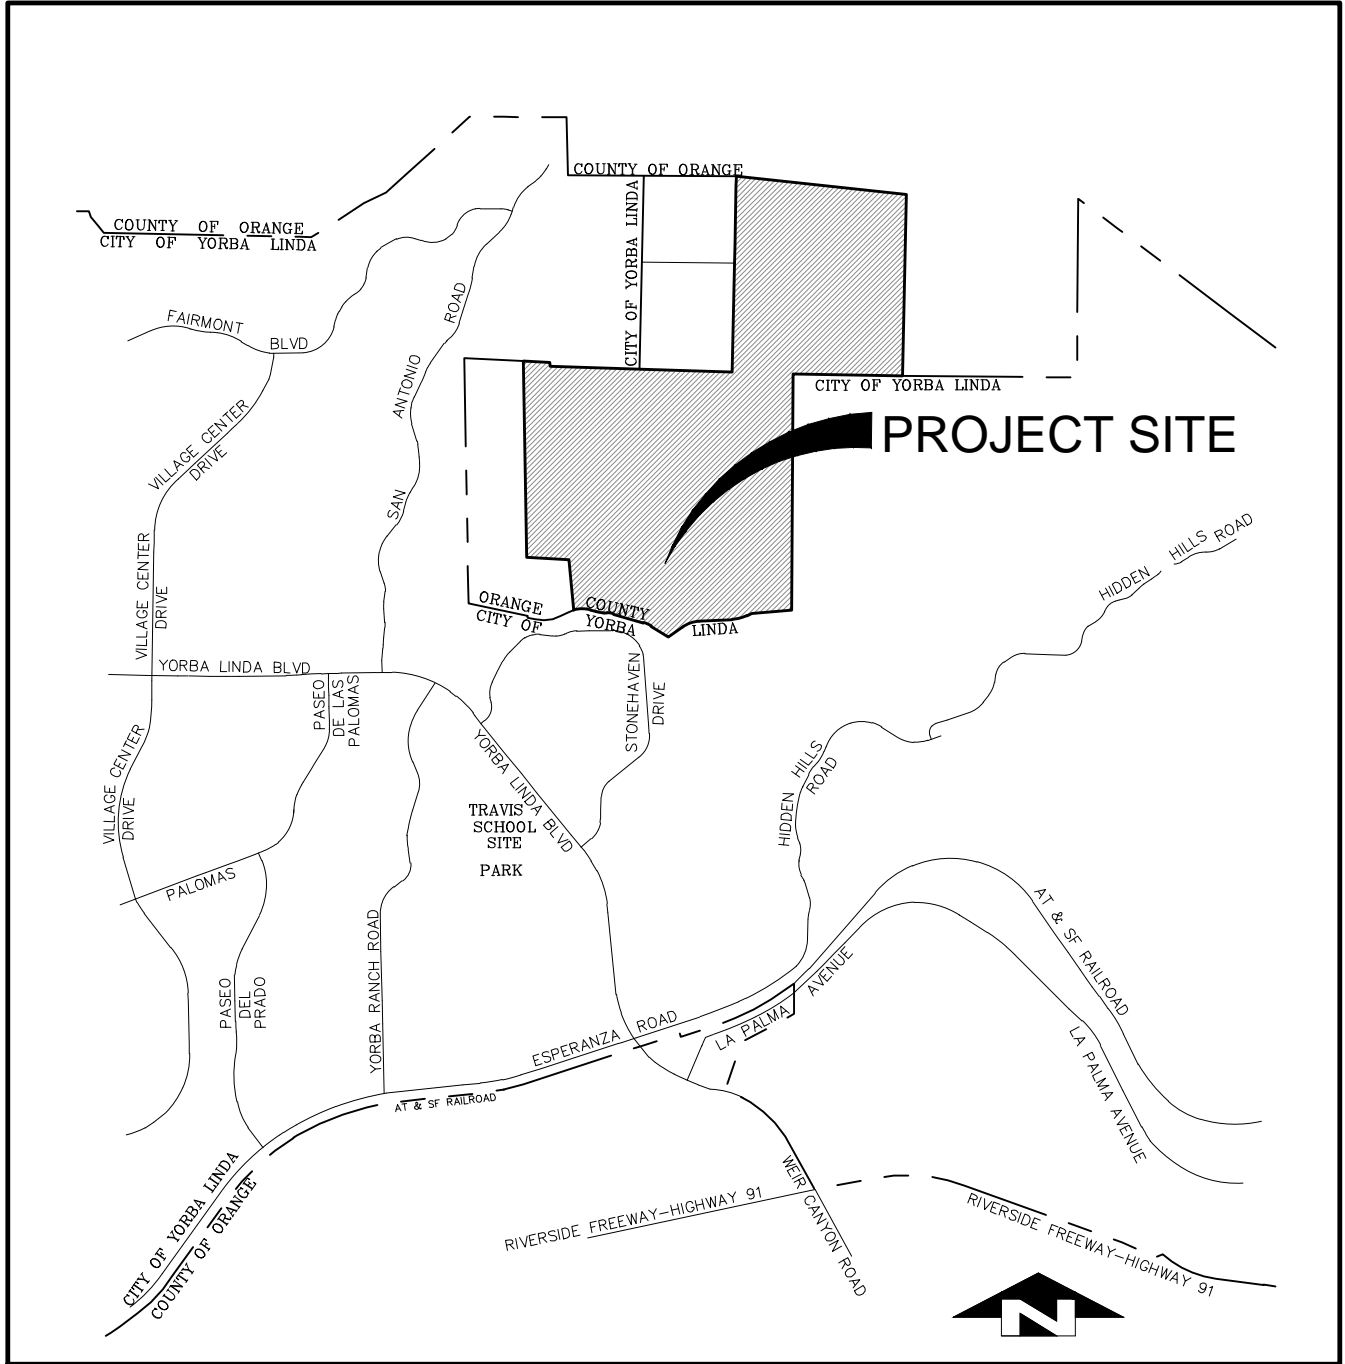 COUNTY OF ORANGE
COUNTY OF ORANGE
CITY OF YORBA LINDA
CITY OF YORBA LINDA
FAIRMONT
BLVD
SAN ANTONIO ROAD
CITY OF YORBA LINDA
PROJECT SITE
VILLAGE CENTER
DRIVE
VILLAGE CENTER
DRIVE
HIDDEN HILLS ROAD
ORANGE COUNTY
CITY OF YORBA LINDA
YORBA LINDA BLVD
PASEO
DE LAS
PALOMAS
STONEHAVEN
DRIVE
VILLAGE CENTER
DRIVE
YORBA LINDA BLVD
HIDDEN HILLS
ROAD
TRAVIS
SCHOOL
SITE
PARK
PALOMAS
YORBA RANCH ROAD
PASEO
DEL
PRADO
AT & SF RAILROAD
LA PALMA AVENUE
ESPERANZA ROAD
LA PALMA AVENUE
AT & SF RAILROAD
CITY OF YORBA LINDA
COUNTY OF ORANGE
WEIR CANYON ROAD
RIVERSIDE FREEWAY-HIGHWAY 91
RIVERSIDE FREEWAY-HIGHWAY 91
N